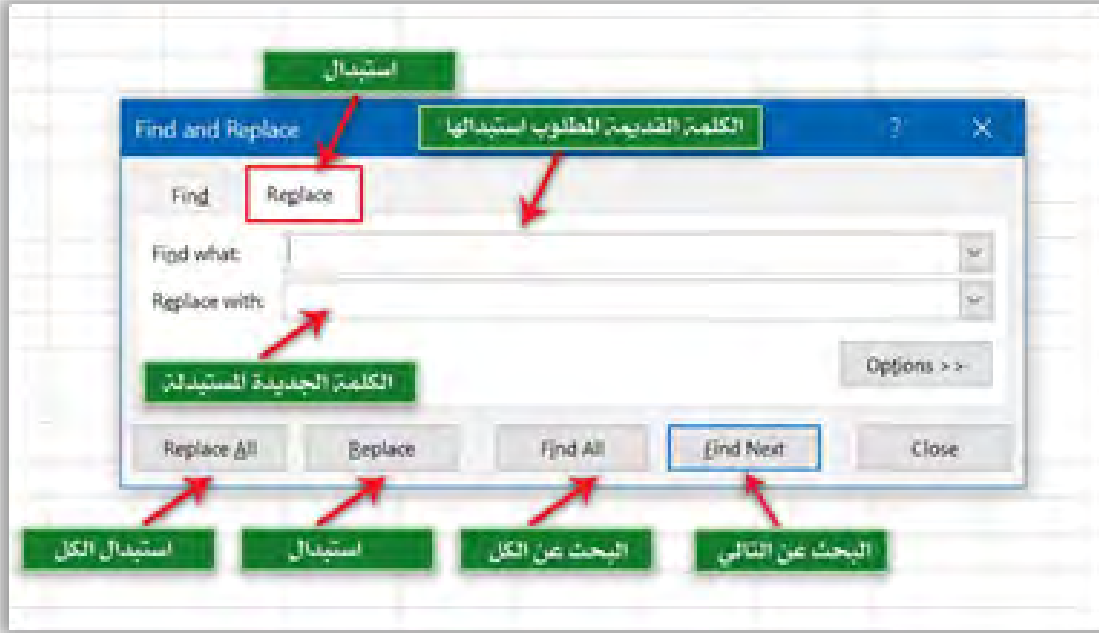 استبدال
الكلمة القديمة المطلوب استبدالها
Find and Replace
Find
Replace
Find what:
Replace with:
الكلمة الجديدة المستبدلة
Options >>
Replace All
Replace
Find All
Find Next
Close
استبدال الكل
استبدال
البحث عن الكل
البحث عن التالي